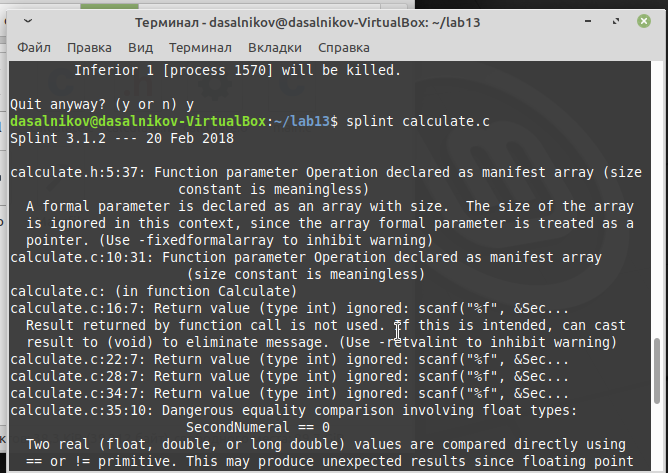 Терминал - dasalnikov@dasalnikov-VirtualBox: ~/lab13
Файл Правка Вид Терминал Вкладки Справка
Inferior 1 [process 1570] will be killed.
Quit anyway? (y or n) y
dasalnikov@dasalnikov-VirtualBox:~/lab13$ splint calculate.c
Splint 3.1.2 --- 20 Feb 2018
calculate.h:5:37: Function parameter Operation declared as manifest array (size
constant is meaningless)
A formal parameter is declared as an array with size.  The size of the array
is ignored in this context, since the array formal parameter is treated as a
pointer. (Use -fixedformalarray to inhibit warning)
calculate.c:10:31: Function parameter Operation declared as manifest array
(size constant is meaningless)
calculate.c: (in function Calculate)
calculate.c:16:7: Return value (type int) ignored: scanf("%f", &Sec...
Result returned by function call is not used. If this is intended, can cast
result to (void) to eliminate message. (Use -retvalint to inhibit warning)
calculate.c:22:7: Return value (type int) ignored: scanf("%f", &Sec...
calculate.c:28:7: Return value (type int) ignored: scanf("%f", &Sec...
calculate.c:34:7: Return value (type int) ignored: scanf("%f", &Sec...
calculate.c:35:10: Dangerous equality comparison involving float types:
SecondNumeral == 0
Two real (float, double, or long double) values are compared directly using
== or != primitive. This may produce unexpected results since floating point